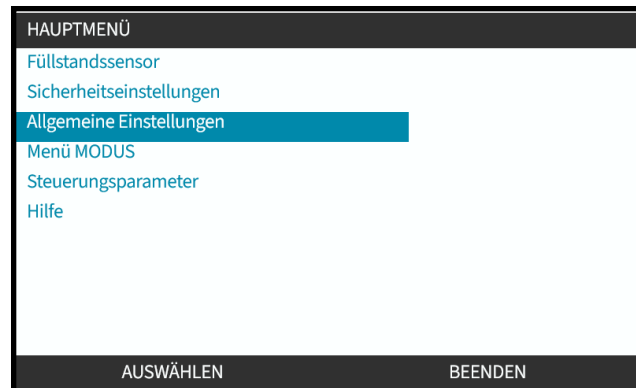 HAUPTMENÜ
Füllstandssensor
Sicherheitseinstellungen
Allgemeine Einstellungen
Menü MODUS
Steuerungsparameter
Hilfe
AUSWÄHLEN BEENDEN